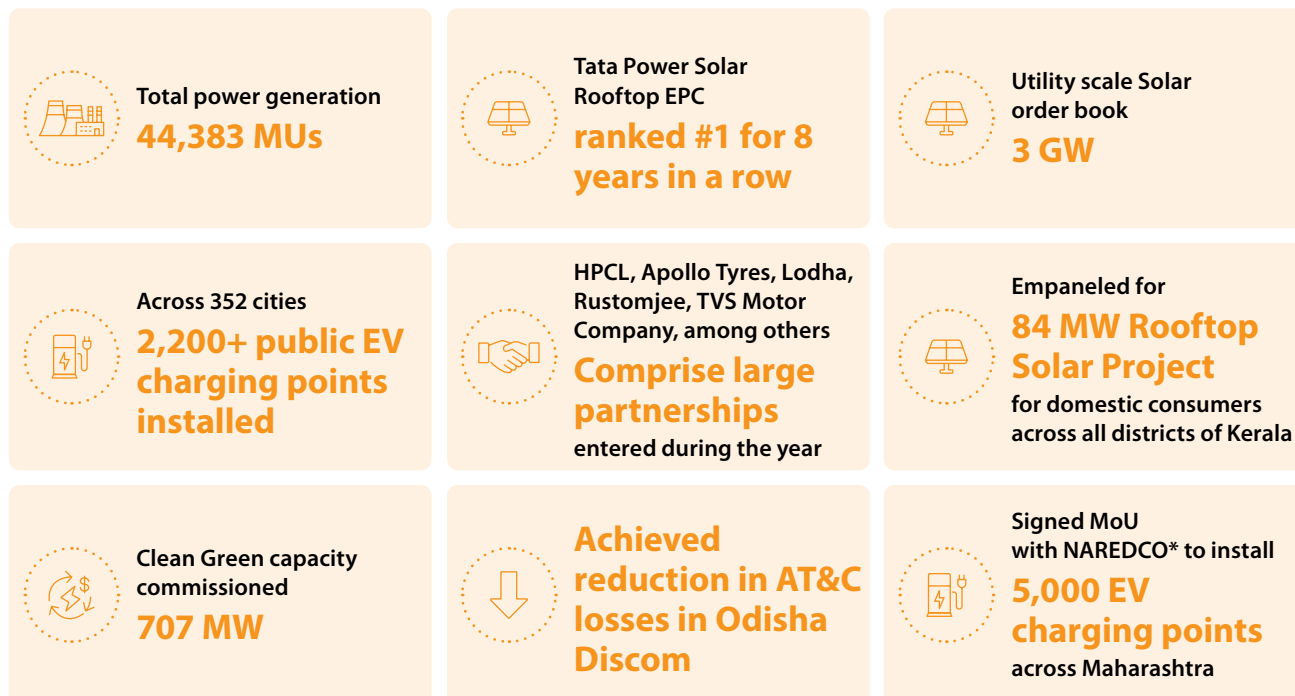 Total power generation
44,383 MUs
Tata Power Solar
Rooftop EPC
ranked #1 for 8
years in a row
Utility scale Solar
order book
3 GW
Across 352 cities
2,200+ public EV
charging points
installed
HPCL, Apollo Tyres, Lodha,
Rustomjee, TVS Motor
Company, among others
Comprise large
partnerships
entered during the year
Empaneled for
84 MW Rooftop
Solar Project
for domestic consumers
across all districts of Kerala
Clean Green capacity
commissioned
707 MW
Achieved
reduction in AT&C
losses in Odisha
Discom
Signed MoU
with NAREDCO* to install
5,000 EV
charging points
across Maharashtra